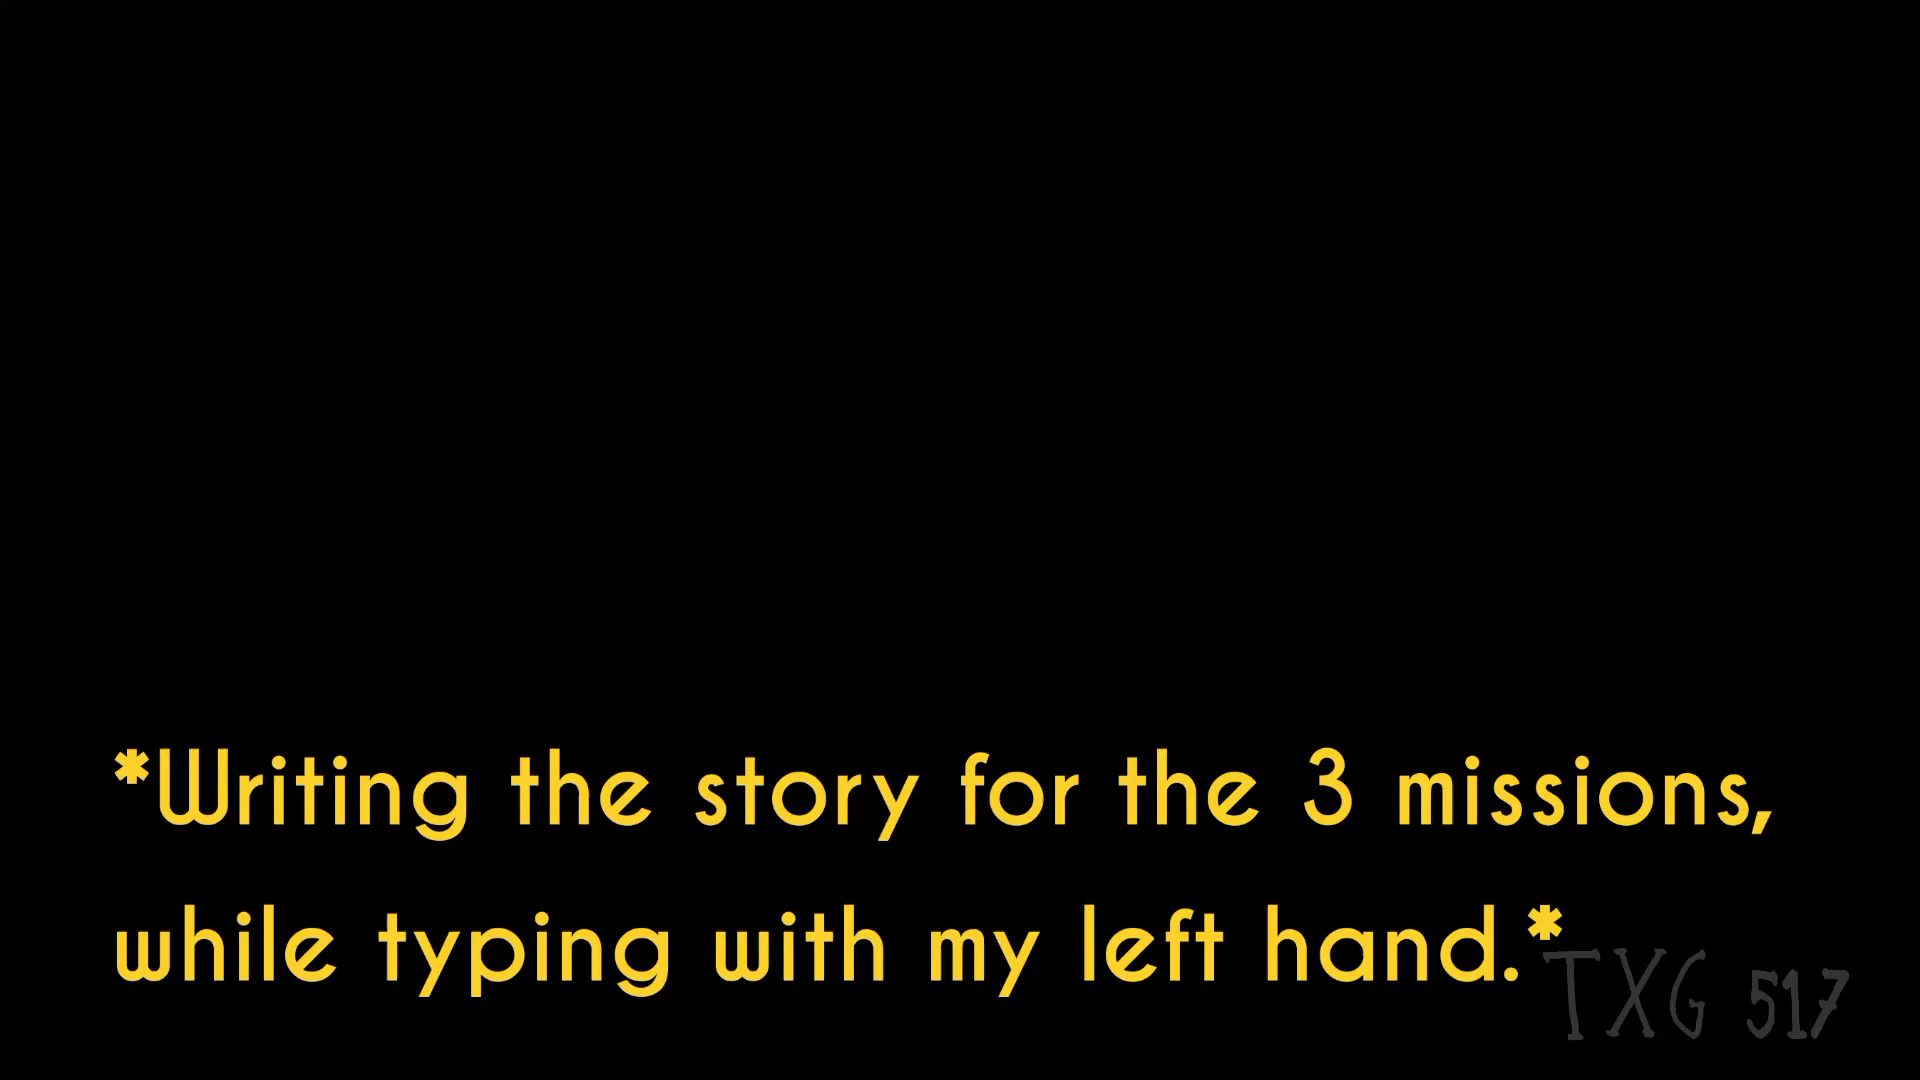 *Writing the story for the 3 missions,
while typing with my left hand.*
TXG 517